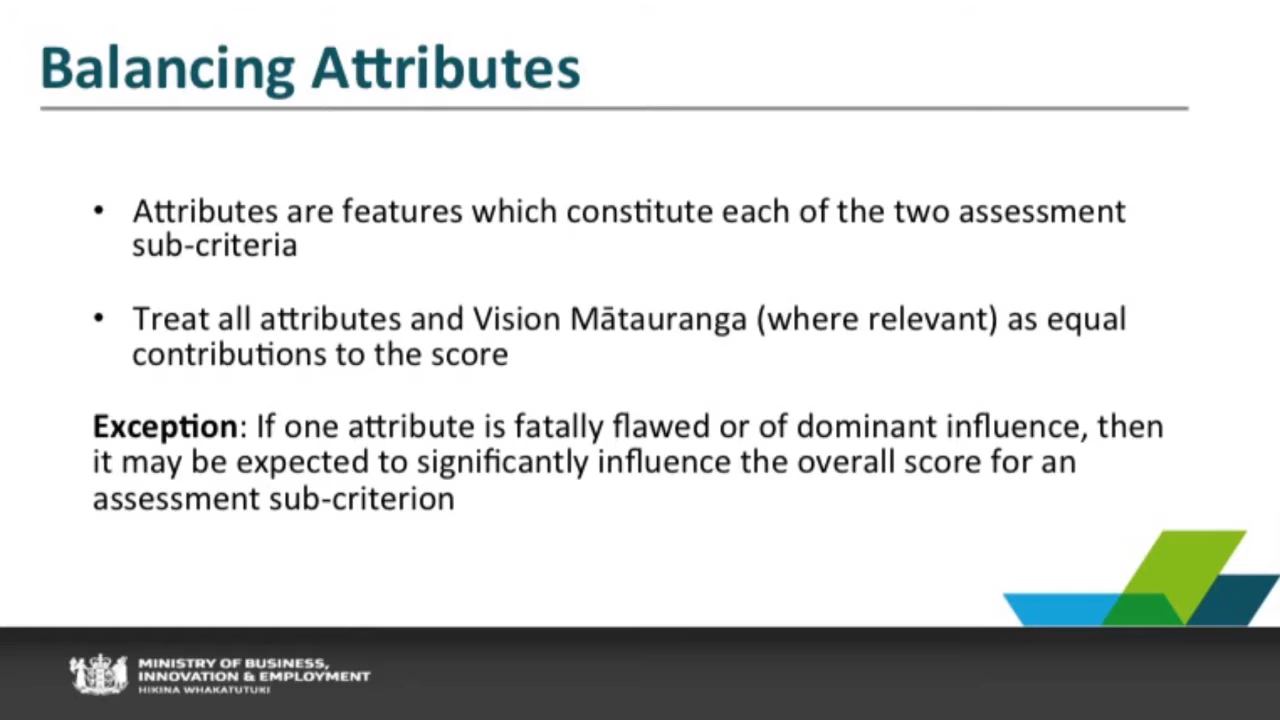 Balancing Attributes
• Attributes are features which constitute each of the two assessment
sub-criteria
• Treat all attributes and Vision Mātauranga (where relevant) as equal
contributions to the score
Exception: If one attribute is fatally flawed or of dominant influence, then
it may be expected to significantly influence the overall score for an
assessment sub-criterion
MINISTRY OF BUSINESS,
INNOVATION & EMPLOYMENT
HIKINA WHAKATUTUKI